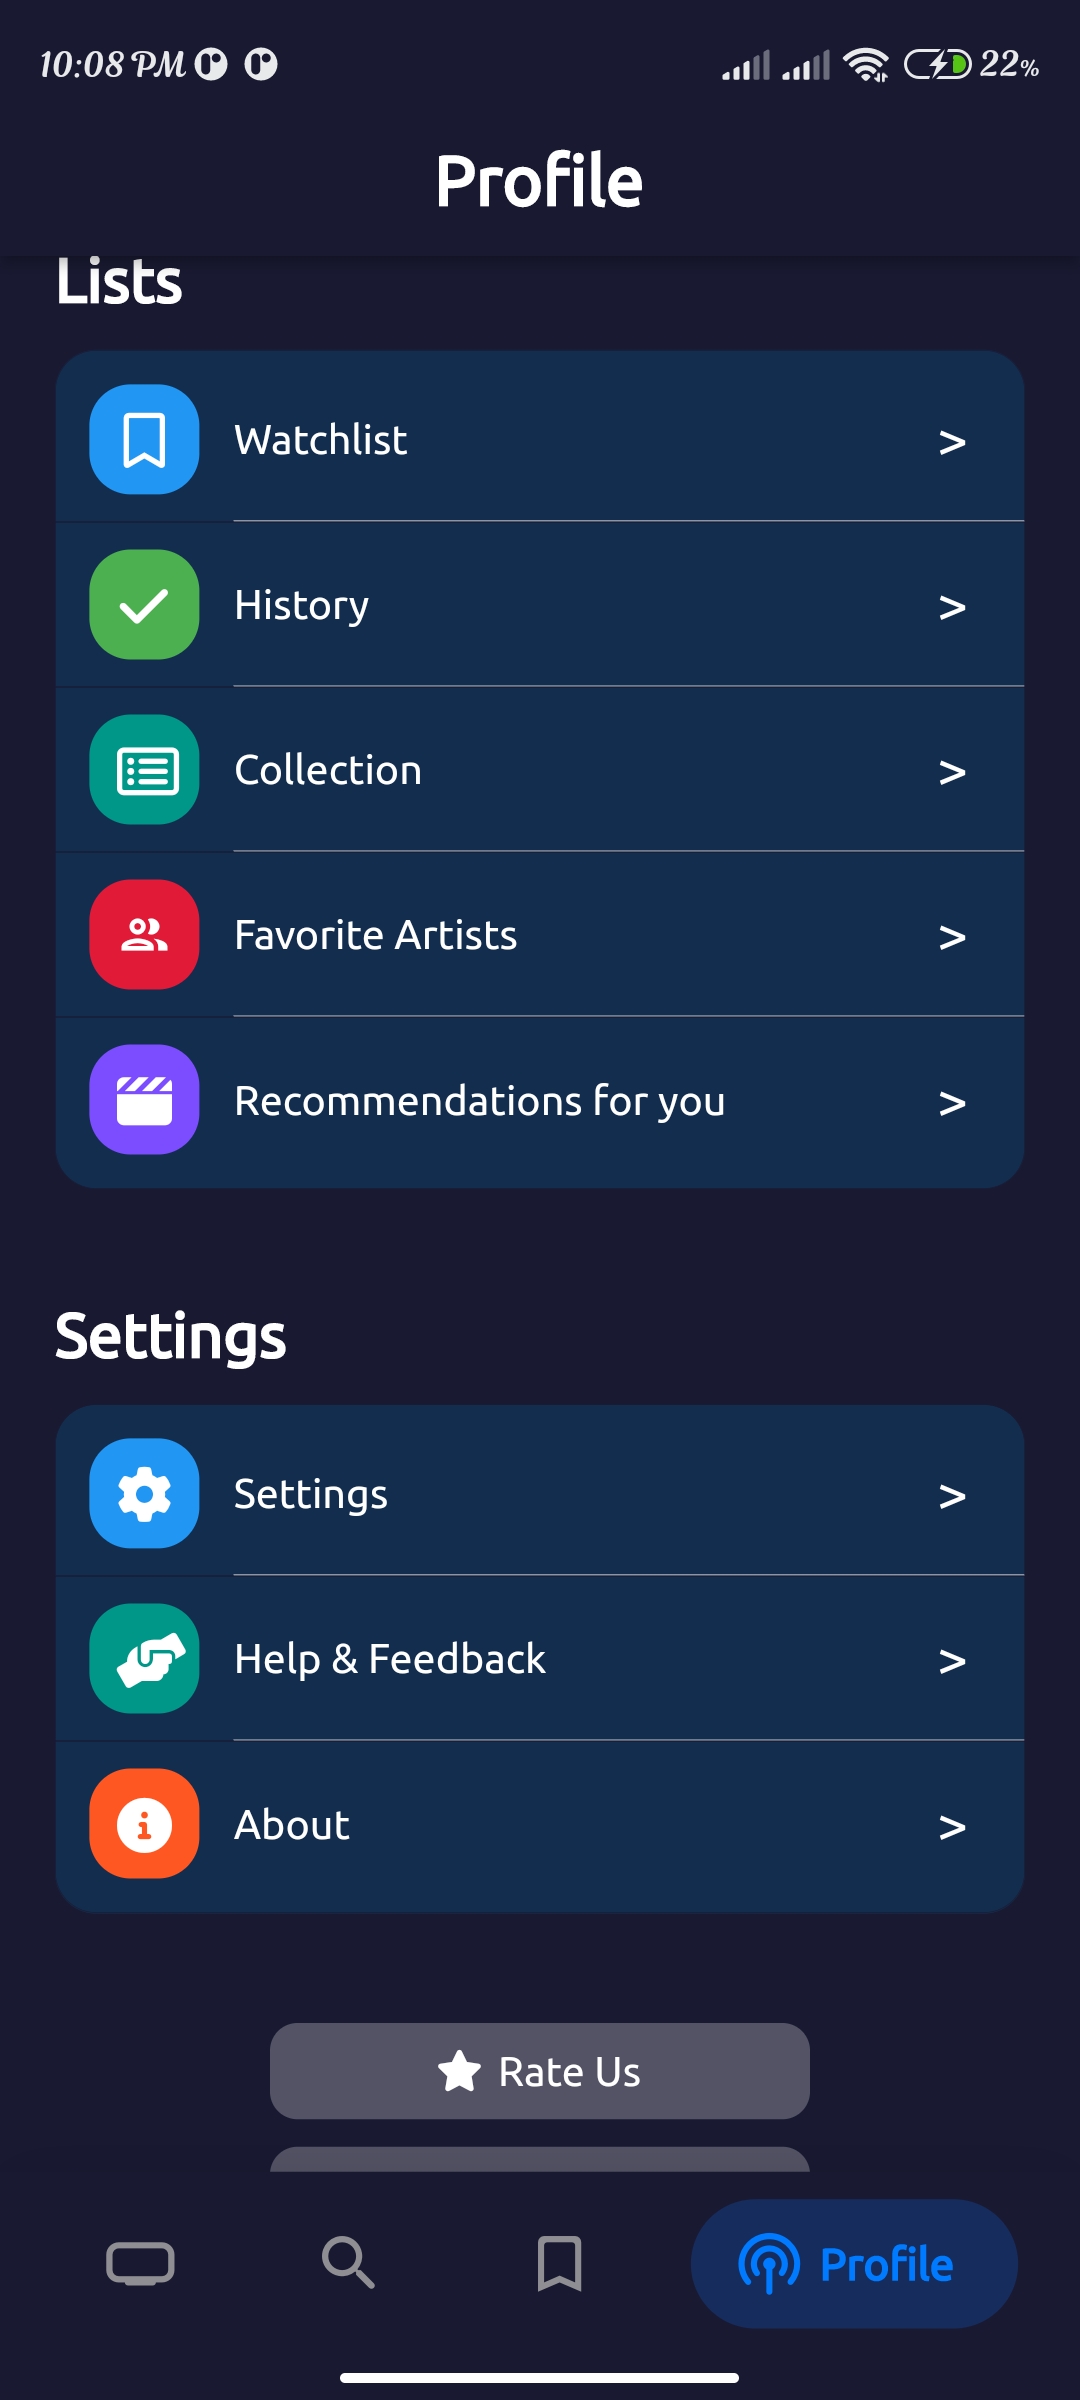 10:08 PM 22%
Profile
Lists
Watchlist >
History >
Collection >
Favorite Artists >
Recommendations for you >
Settings
Settings >
Help & Feedback >
About >
Rate Us
Profile